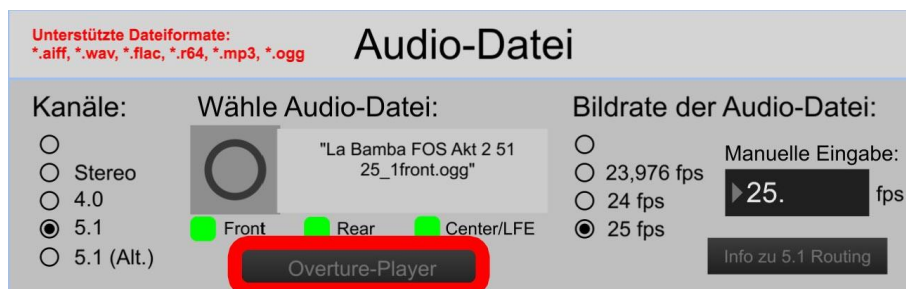 Unterstützte Dateiformate:
*.aiff, *.wav, *.flac, *.r64, *.mp3, *.ogg
Audio-Datei
Kanäle:
Stereo
4.0
5.1
5.1 (Alt.)
Wähle Audio-Datei:
"La Bamba FOS Akt 2 51
25_1front.ogg"
Front Rear Center/LFE
Overture-Player
Bildrate der Audio-Datei:
23,976 fps
24 fps
25 fps
Manuelle Eingabe:
25. fps
Info zu 5.1 Routing